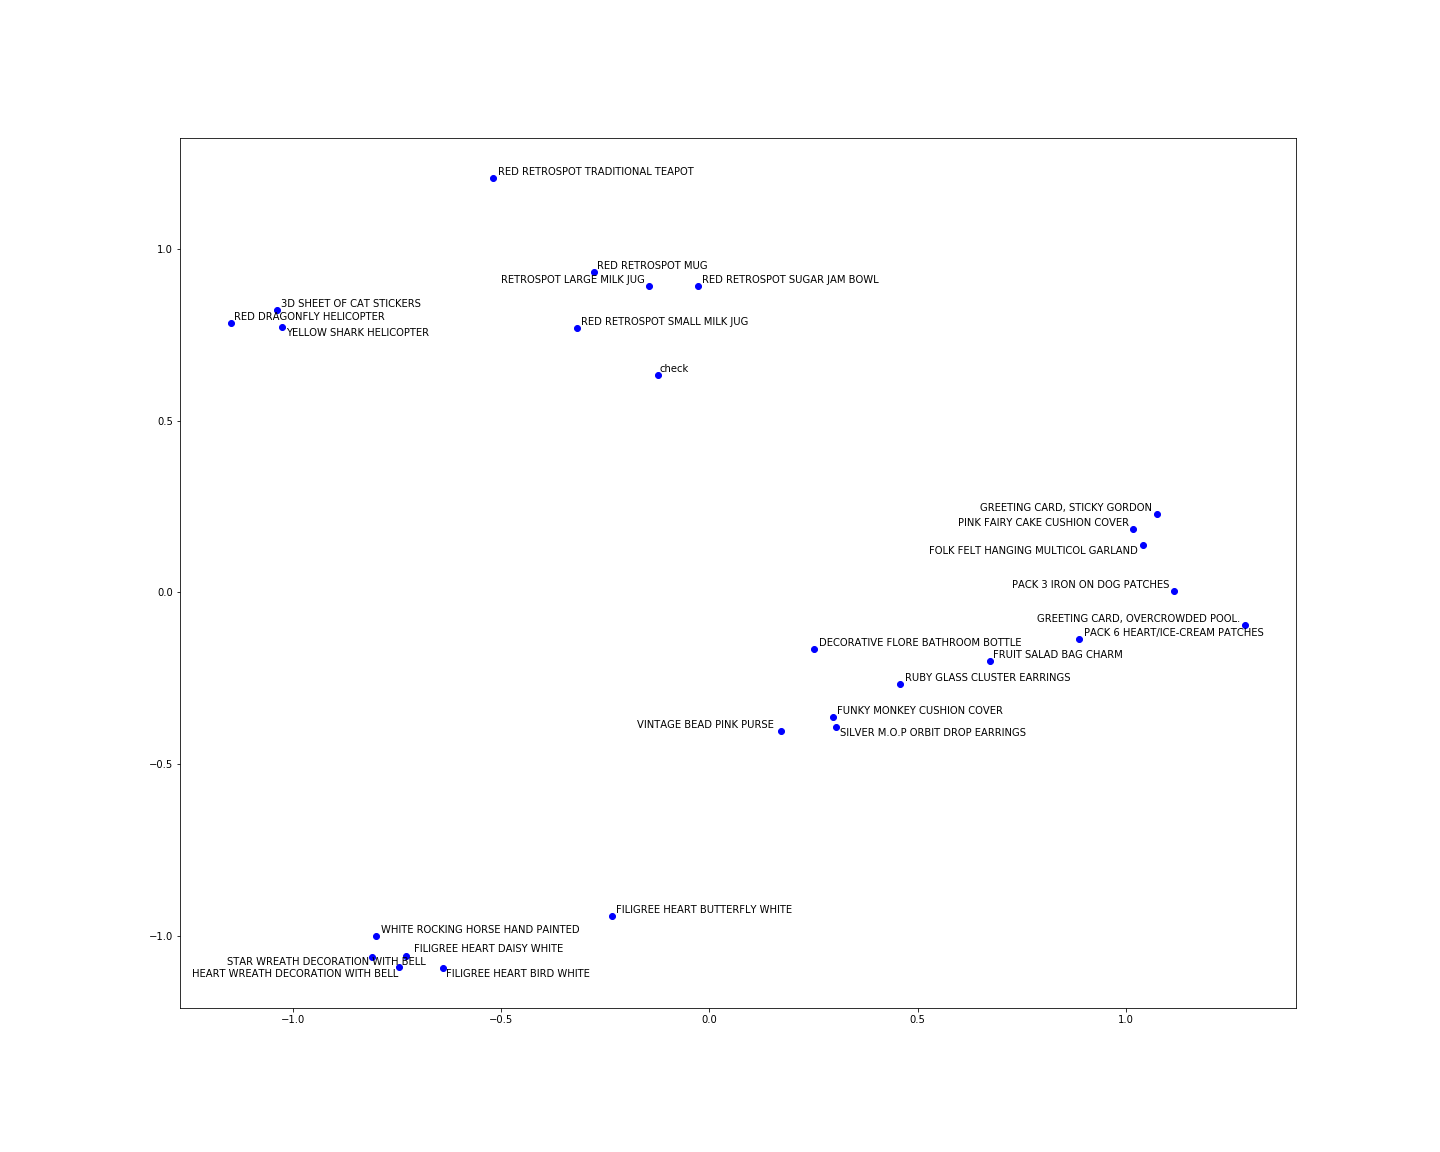 RED RETROSPOT TRADITIONAL TEAPOT
1.0
RED RETROSPOT MUG
RETROSPOT LARGE MILK JUG
RED RETROSPOT SUGAR JAM BOWL
3D SHEET OF CAT STICKERS
RED DRAGONFLY HELICOPTER
YELLOW SHARK HELICOPTER
RED RETROSPOT SMALL MILK JUG
check
0.5
GREETING CARD, STICKY GORDON
PINK FAIRY CAKE CUSHION COVER
FOLK FELT HANGING MULTICOL GARLAND
0.0
PACK 3 IRON ON DOG PATCHES
GREETING CARD, OVERCROWDED POOL.
PACK 6 HEART/ICE-CREAM PATCHES
DECORATIVE FLORE BATHROOM BOTTLE
FRUIT SALAD BAG CHARM
RUBY GLASS CLUSTER EARRINGS
FUNKY MONKEY CUSHION COVER
VINTAGE BEAD PINK PURSE
SILVER M.O.P ORBIT DROP EARRINGS
−0.5
FILIGREE HEART BUTTERFLY WHITE
−1.0
WHITE ROCKING HORSE HAND PAINTED
FILIGREE HEART DAISY WHITE
STAR WREATH DECORATION WITH BELL
HEART WREATH DECORATION WITH BELL
FILIGREE HEART BIRD WHITE
−1.0
−0.5
0.0
0.5
1.0